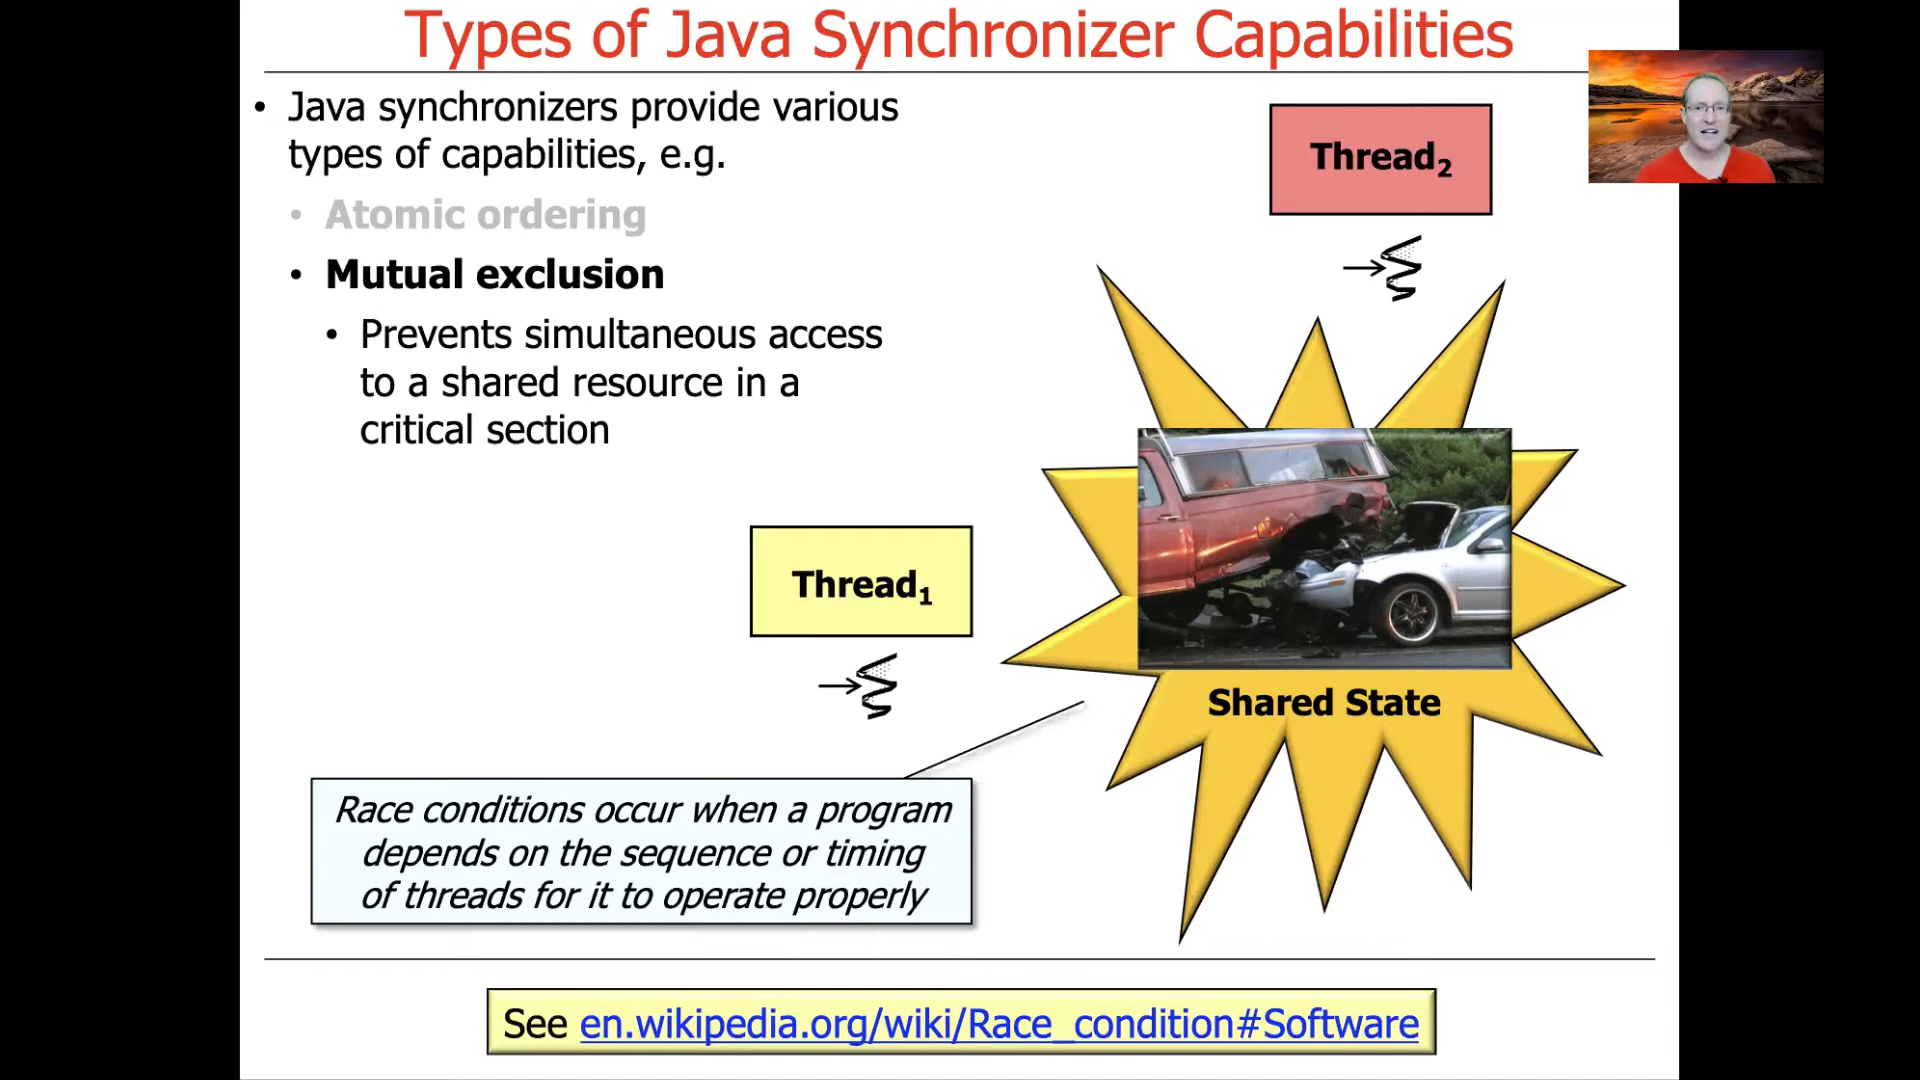 Types of Java Synchronizer Capabilities
• Java synchronizers provide various
types of capabilities, e.g.
• Atomic ordering
• Mutual exclusion
• Prevents simultaneous access
to a shared resource in a
critical section
Thread₂
Thread₁
Shared State
Race conditions occur when a program
depends on the sequence or timing
of threads for it to operate properly
See en.wikipedia.org/wiki/Race_condition#Software